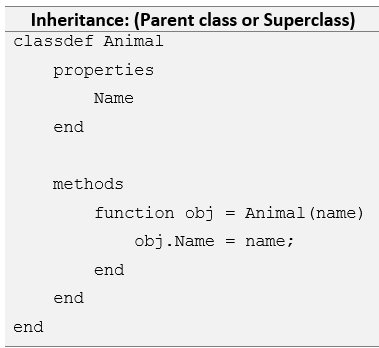 Inheritance: (Parent class or Superclass)
classdef Animal
    properties
        Name
    end

    methods
        function obj = Animal(name)
            obj.Name = name;
        end
    end
end